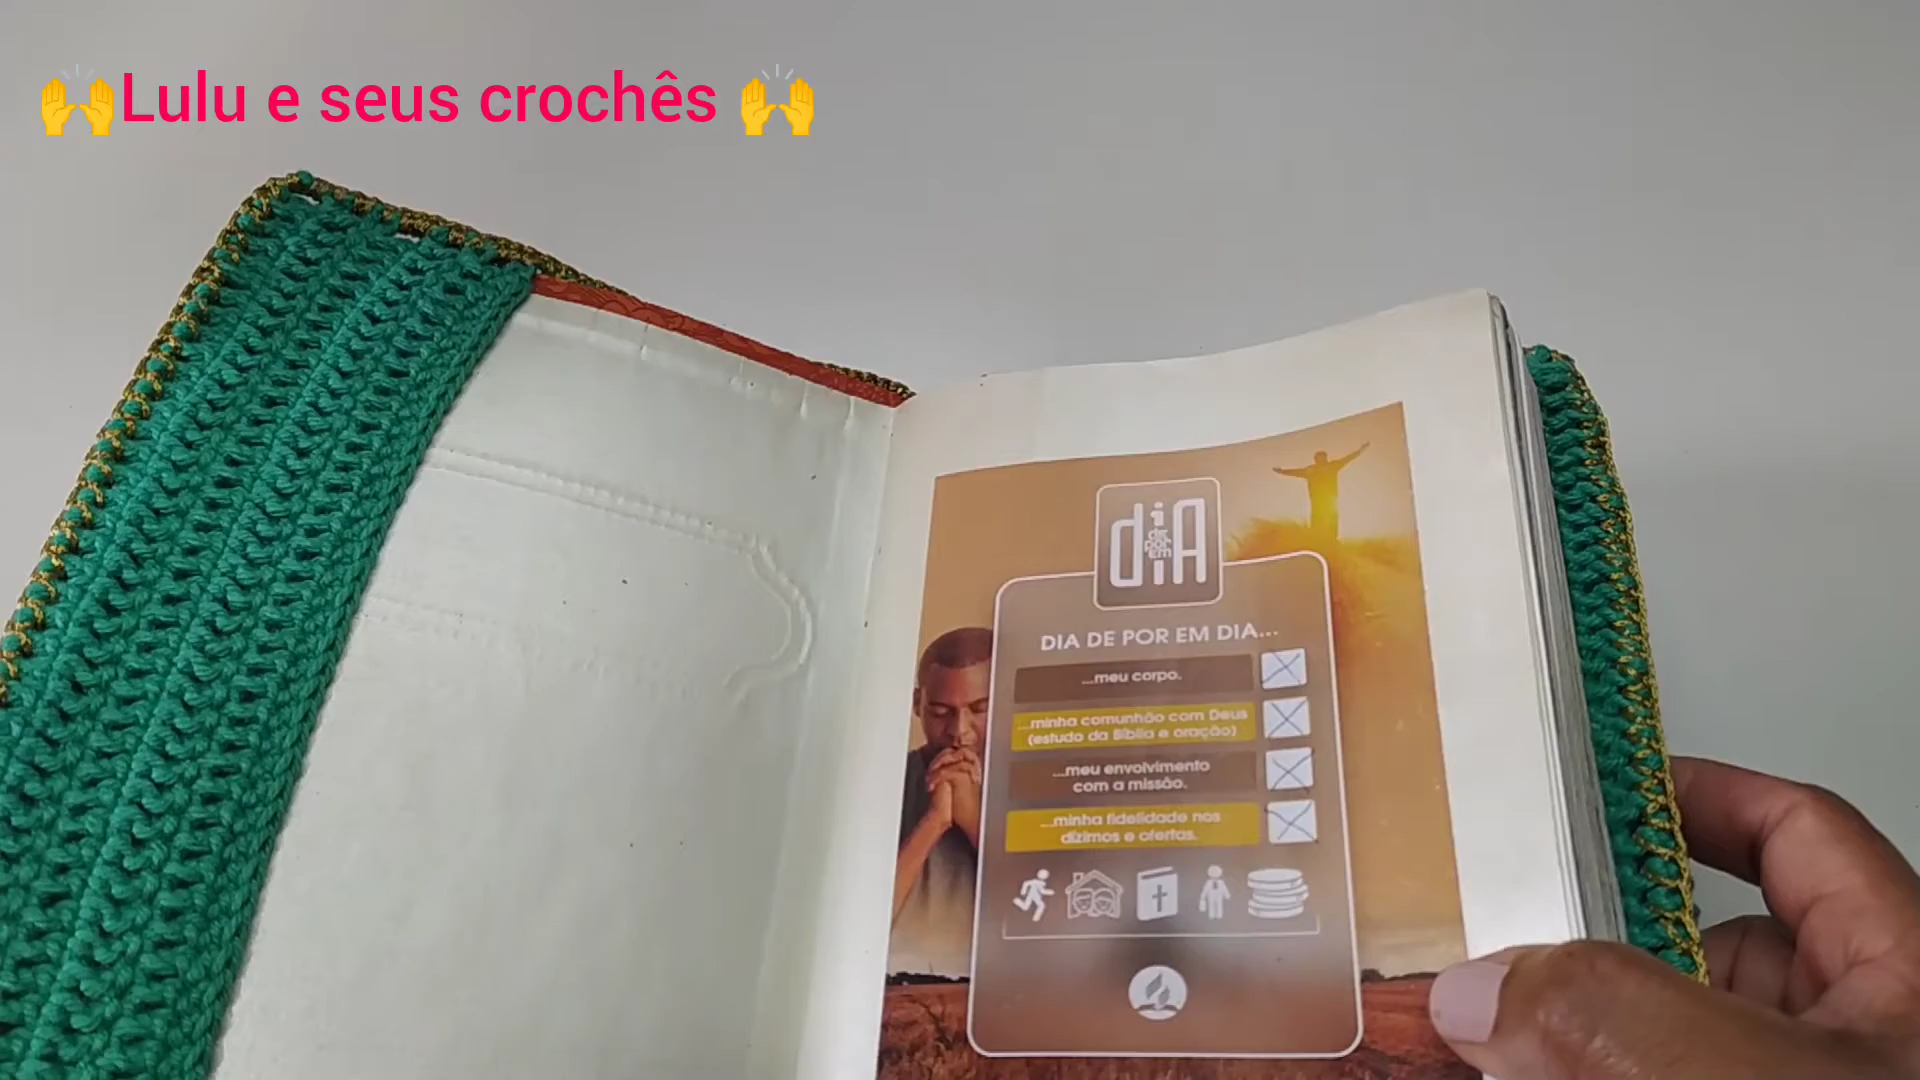 🙌Lulu e seus crochês 🙌
diA
de
por
em
diA
DIA DE POR EM DIA...
...meu corpo.
...minha comunhão com Deus
(estudo da Bíblia e oração)
...meu envolvimento
com a missão.
...minha fidelidade nos
dízimos e ofertas.